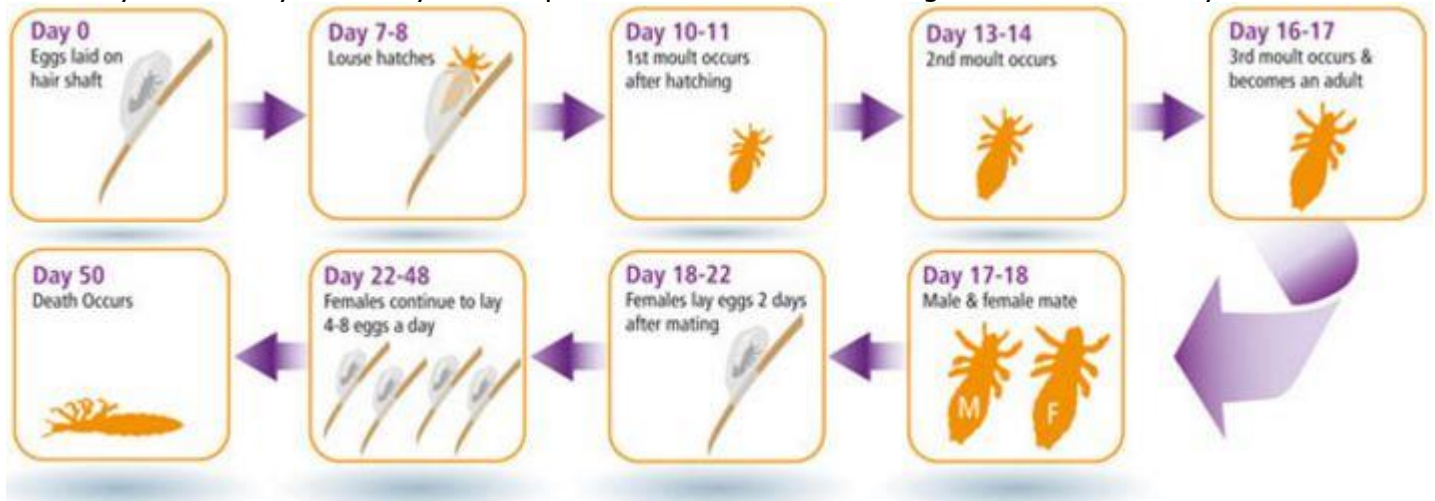 Day 0
Eggs laid on
hair shaft
Day 7-8
Louse hatches
Day 10-11
1st moult occurs
after hatching
Day 13-14
2nd moult occurs
Day 16-17
3rd moult occurs &
becomes an adult
Day 50
Death Occurs
Day 22-48
Females continue to lay
4-8 eggs a day
Day 18-22
Females lay eggs 2 days
after mating
Day 17-18
Male & female mate
M
F